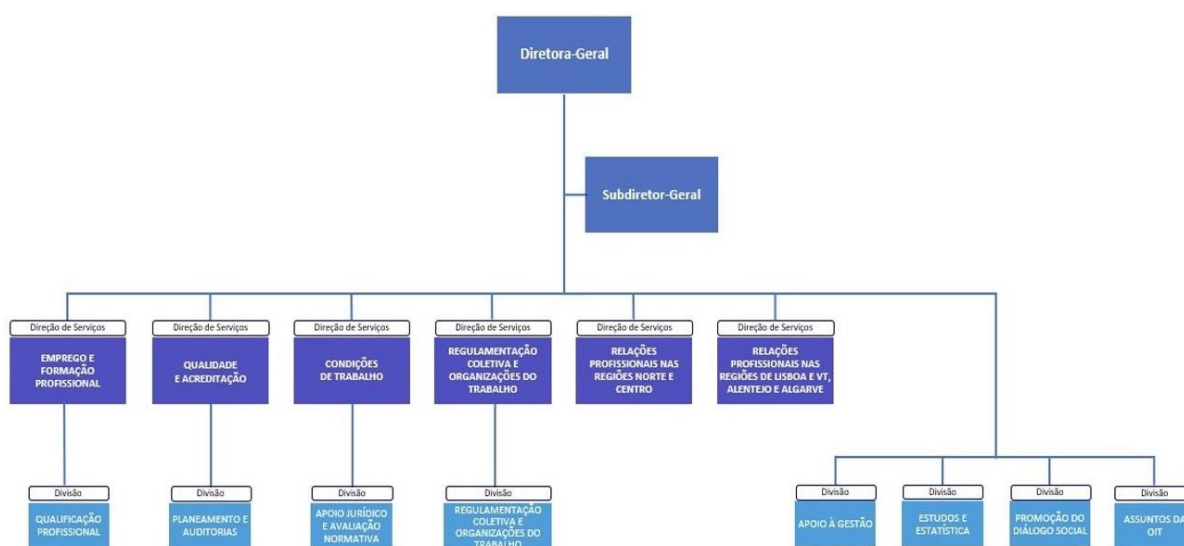 Diretora-Geral
Subdiretor-Geral
Direção de Serviços
EMPREGO E
FORMAÇÃO
PROFISSIONAL
Direção de Serviços
QUALIDADE
E ACREDITAÇÃO
Direção de Serviços
CONDIÇÕES
DE TRABALHO
Direção de Serviços
REGULAMENTAÇÃO
COLETIVA E
ORGANIZAÇÕES DO
TRABALHO
Direção de Serviços
RELAÇÕES
PROFISSIONAIS NAS
REGIÕES NORTE E
CENTRO
Direção de Serviços
RELAÇÕES
PROFISSIONAIS NAS
REGIÕES DE LISBOA E VT,
ALENTEJO E ALGARVE
Divisão
QUALIFICAÇÃO
PROFISSIONAL
Divisão
PLANEAMENTO E
AUDITORIAS
Divisão
APOIO JURÍDICO
E AVALIAÇÃO
NORMATIVA
Divisão
REGULAMENTAÇÃO
COLETIVA E
ORGANIZAÇÕES DO
TRABALHO
Divisão
APOIO À GESTÃO
Divisão
ESTUDOS E
ESTATÍSTICA
Divisão
PROMOÇÃO DO
DIÁLOGO SOCIAL
Divisão
ASSUNTOS DA
OIT